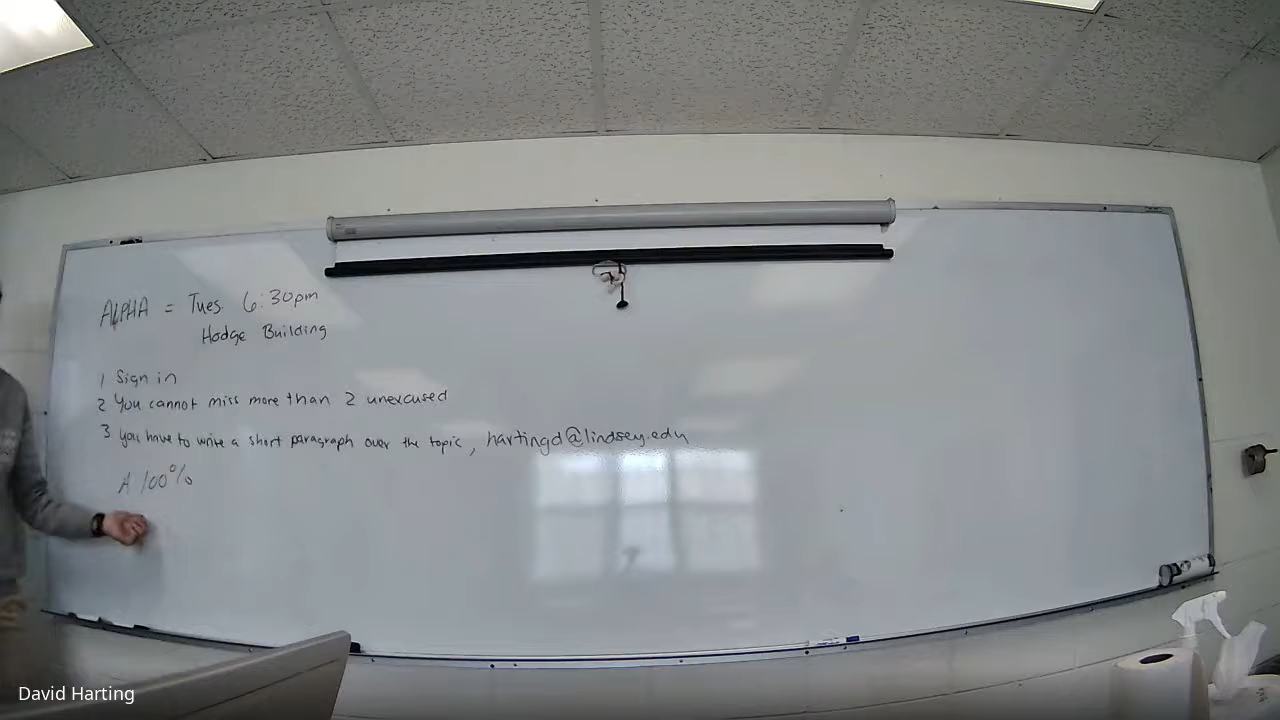 ALPHA = Tues. 6:30pm
Hodge Building
1 Sign in
2 You cannot miss more than 2 unexcused
3 you have to write a short paragraph over the topic, hartingd@lindsey.edu
A 100%
David Harting